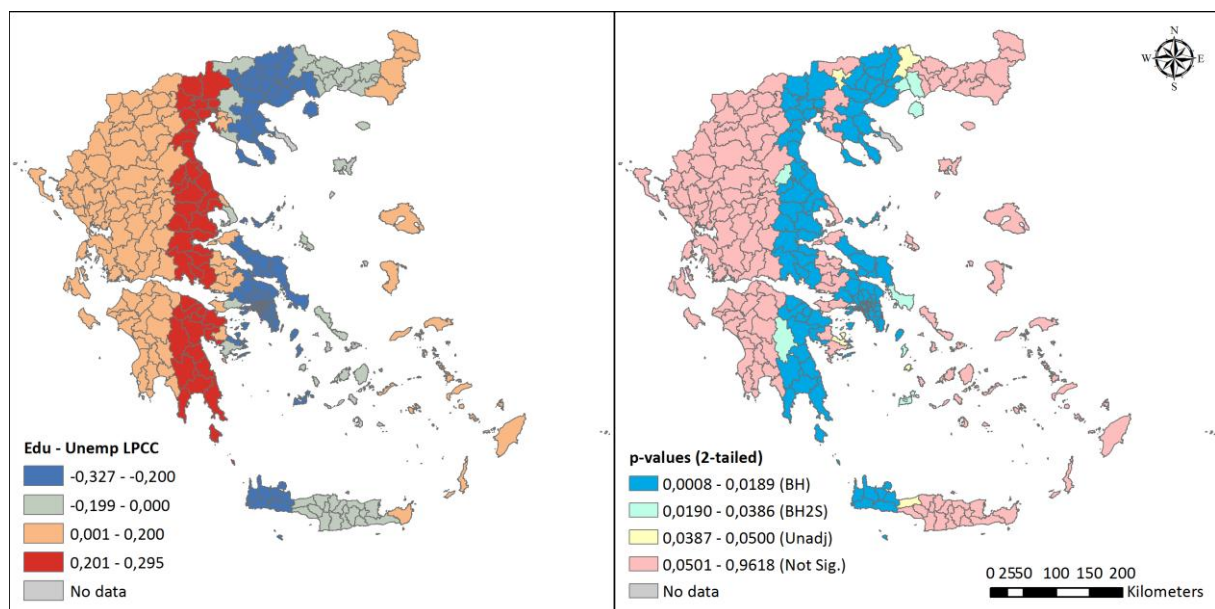 Edu - Unemp LPCC
-0,327 - -0,200
-0,199 - 0,000
0,001 - 0,200
0,201 - 0,295
No data
N
W E
S
p-values (2-tailed)
0,0008 - 0,0189 (BH)
0,0190 - 0,0386 (BH2S)
0,0387 - 0,0500 (Unadj)
0,0501 - 0,9618 (Not Sig.)
No data
0 2550 100 150 200
Kilometers